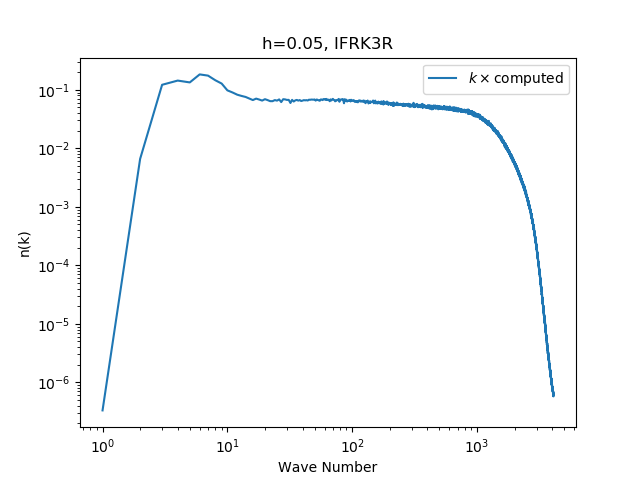 h=0.05, IFRK3R
k × computed
n(k)
10⁻¹
10⁻²
10⁻³
10⁻⁴
10⁻⁵
10⁻⁶
10⁰ 10¹ 10² 10³
Wave Number